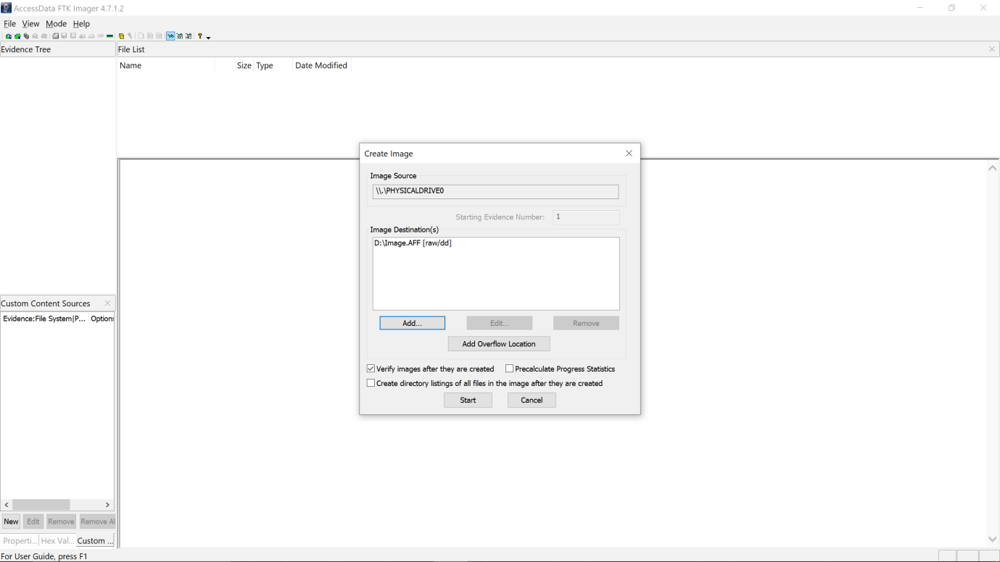 AccessData FTK Imager 4.7.1.2
File View Mode Help
Evidence Tree
File List
Name Size Type Date Modified
Create Image
Image Source
\\.\PHYSICALDRIVE0
Starting Evidence Number: 1
Image Destination(s)
D:\Image.AFF [raw/dd]
Add... Edit... Remove
Add Overflow Location
Verify images after they are created Precalculate Progress Statistics
Create directory listings of all files in the image after they are created
Start Cancel
Custom Content Sources
Evidence:File System|P... Options
New Edit Remove Remove Al
Properti... Hex Val... Custom ...
For User Guide, press F1